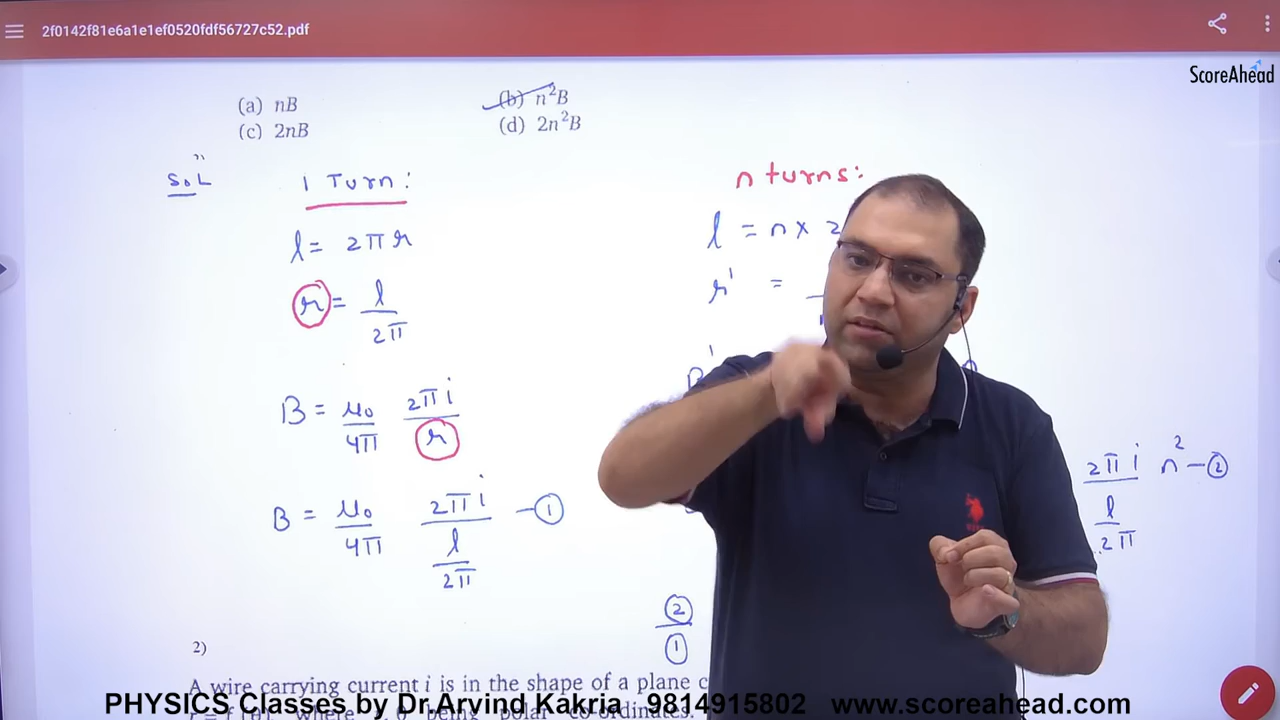 2f0142f81e6a1e1ef0520fdf56727c52.pdf
ScoreAhead
(a) nB (b) n²B
(c) 2nB (d) 2n²B
SOL
1 Turn:
l = 2πr
r = l/2π
B = μ₀/4π 2πi/r
B = μ₀/4π 2πi/(l/2π) — ①
n turns:
l = n × 2
r' =
2πi/(l/2π) n² — ②
②/①
2)
A wire carrying current i is in the shape of a plane c
PHYSICS Classes by Dr.Arvind Kakria 9814915802 www.scoreahead.com